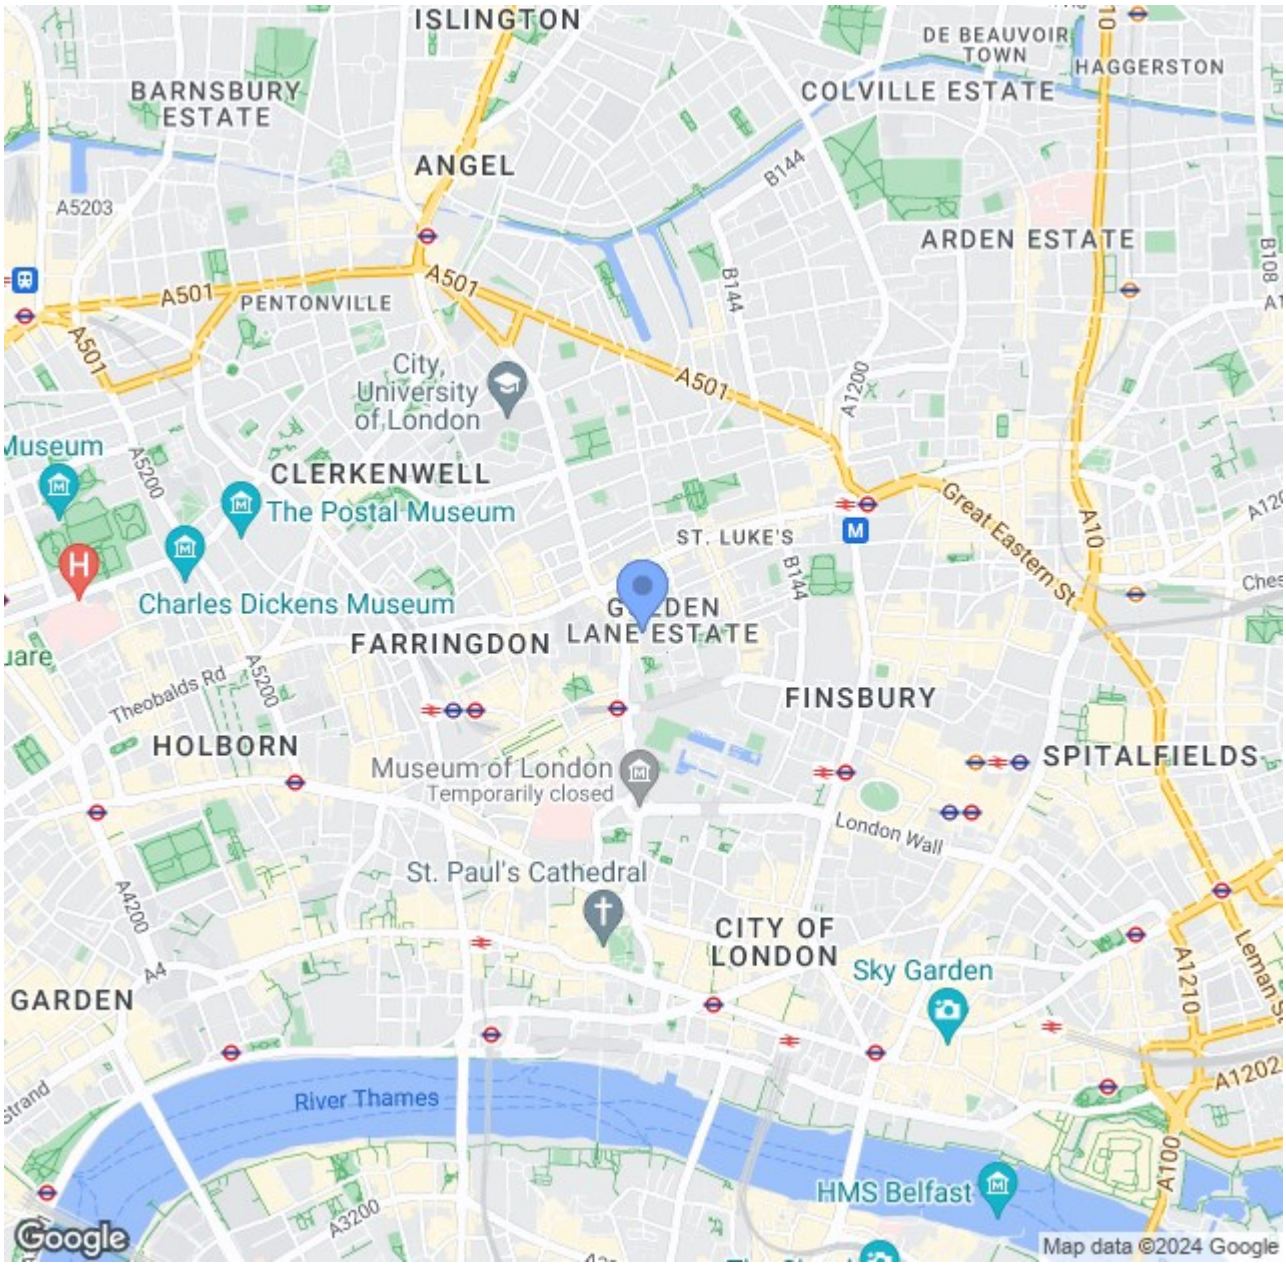 ISLINGTON
10
DE BEAUVOIR
TOWN
HAGGERSTON
BARNSBURY
ESTATE
COLVILLE ESTATE
ANGEL
B144
A5203
ARDEN ESTATE
B108
B144
A501
A501
PENTONVILLE
A501
City,
University
of London
A501
A1200
Museum
A5200
CLERKENWELL
The Postal Museum
Great Eastern St
A10
ST. LUKE'S
M
B144
H
Charles Dickens Museum
LANE ESTATE
FARRINGDON
uare
A5200
Theobalds Rd
FINSBURY
HOLBORN
SPITALFIELDS
Museum of London
Temporarily closed
London Wall
St. Paul's Cathedral
A4200
CITY OF
LONDON
A4
Sky Garden
GARDEN
A1210
Leman S
A1202
Strand
River Thames
A100
HMS Belfast
A3200
Google
Map data ©2024 Google